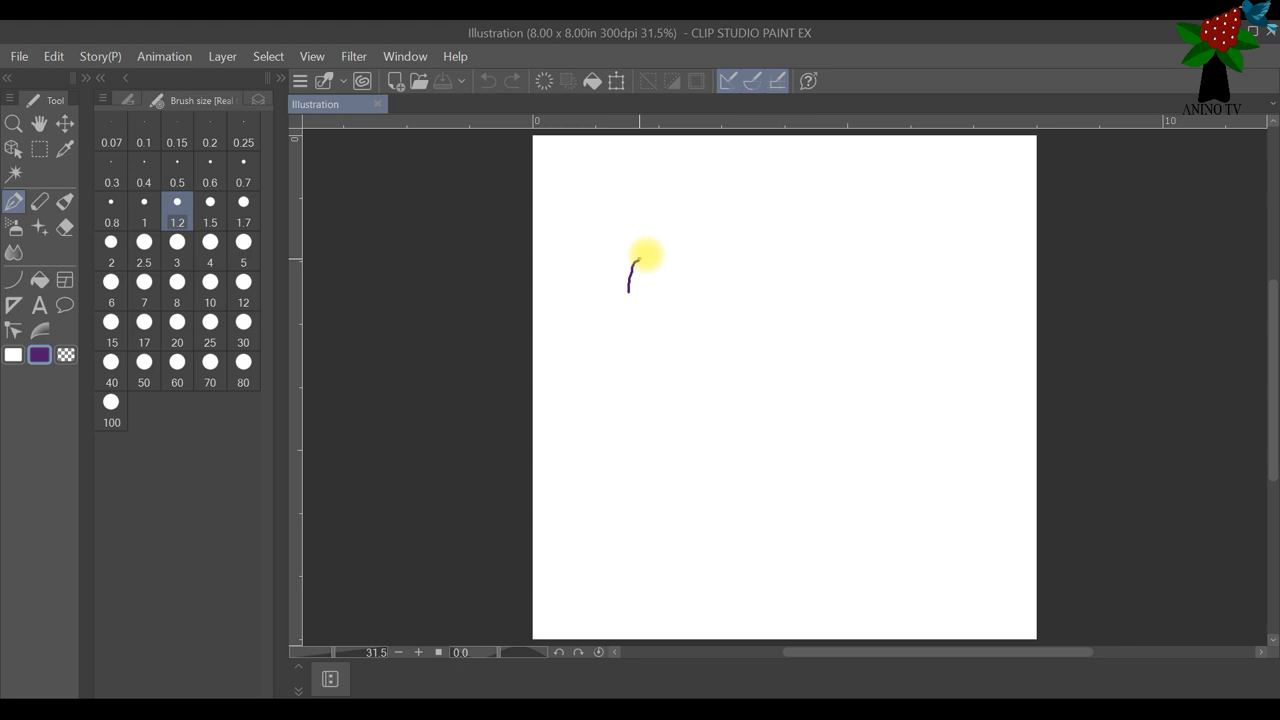 Illustration (8.00 x 8.00in 300dpi 31.5%) - CLIP STUDIO PAINT EX
File Edit Story(P) Animation Layer Select View Filter Window Help
ANINO TV
Tool
Brush size [Real
Illustration
0 10
0
0.07 0.1 0.15 0.2 0.25
0.3 0.4 0.5 0.6 0.7
0.8 1 1.2 1.5 1.7
2 2.5 3 4 5
6 7 8 10 12
15 17 20 25 30
40 50 60 70 80
100
31.5 0.0